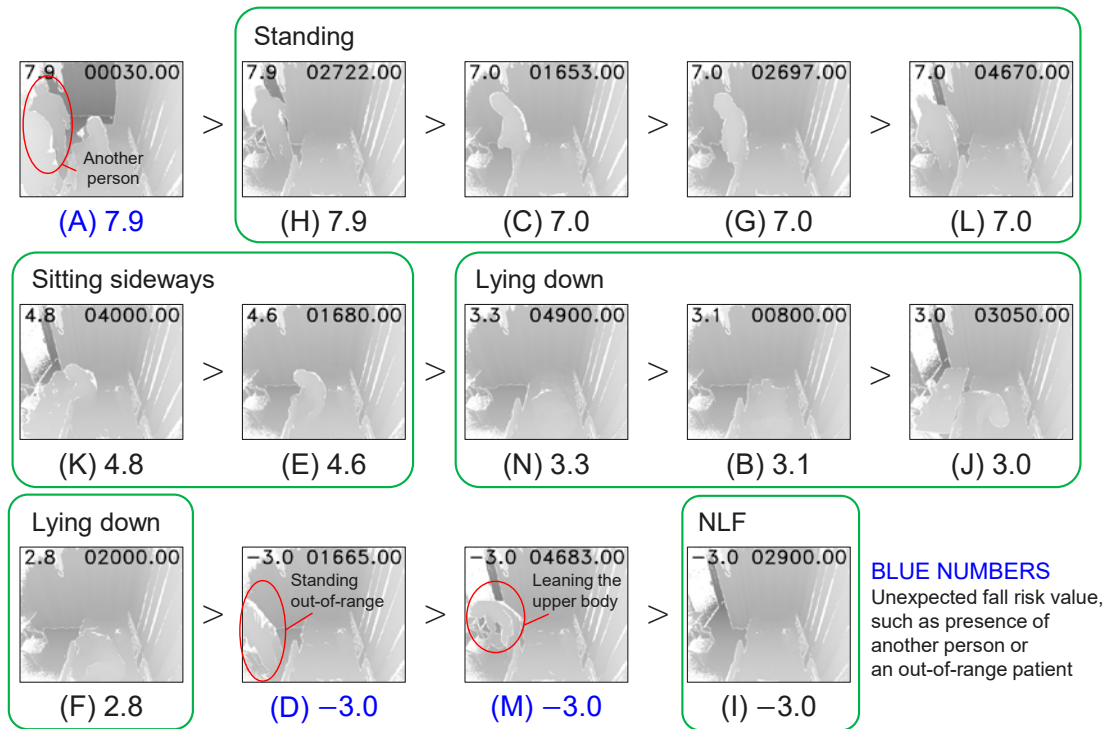 Standing
7.9 00030.00
Another
person
(A) 7.9
>
7.9 02722.00
(H) 7.9
>
7.0 01653.00
(C) 7.0
>
7.0 02697.00
(G) 7.0
>
7.0 04670.00
(L) 7.0
Sitting sideways
4.8 04000.00
(K) 4.8
>
4.6 01680.00
(E) 4.6
>
Lying down
3.3 04900.00
(N) 3.3
>
3.1 00800.00
(B) 3.1
>
3.0 03050.00
(J) 3.0
Lying down
2.8 02000.00
(F) 2.8
>
−3.0 01665.00
Standing
out-of-range
(D) −3.0
>
−3.0 04683.00
Leaning the
upper body
(M) −3.0
>
NLF
−3.0 02900.00
(I) −3.0
BLUE NUMBERS
Unexpected fall risk value,
such as presence of
another person or
an out-of-range patient